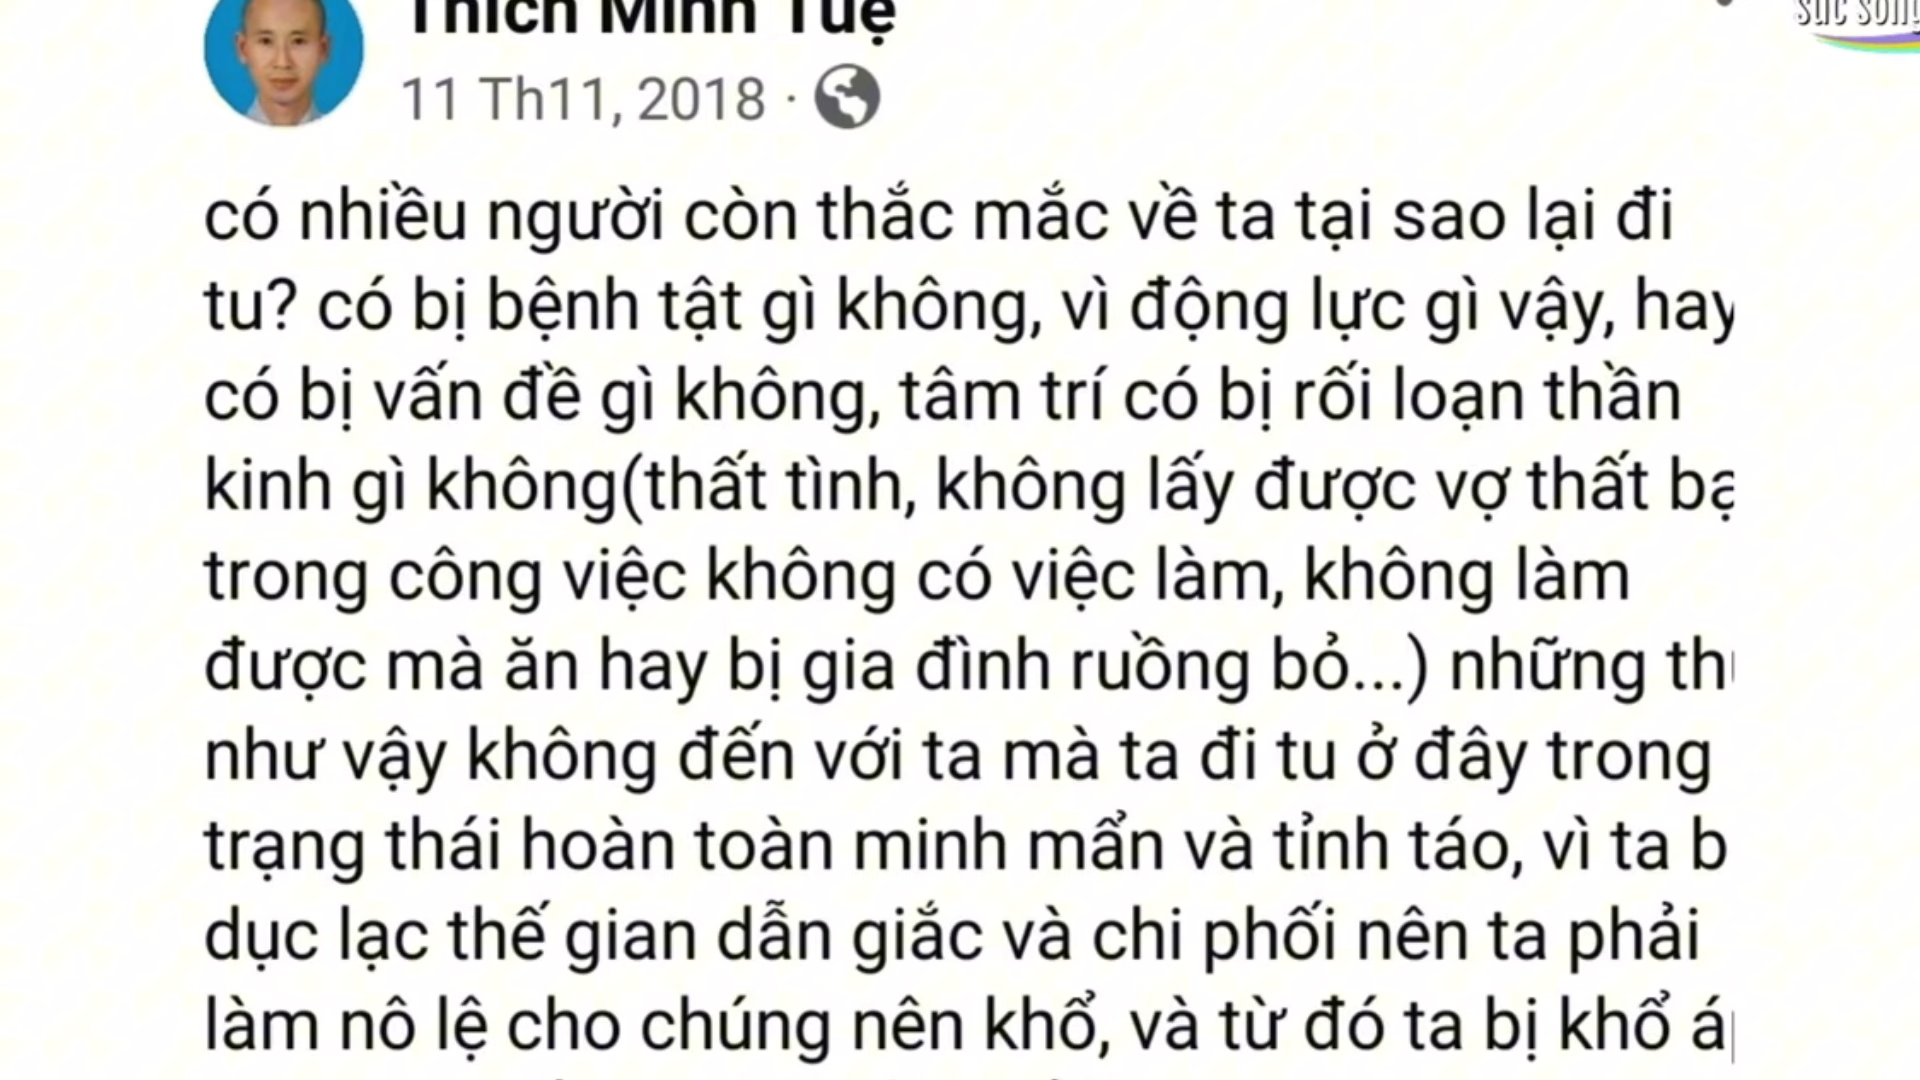 Thích Minh Tuệ
sức sống
11 Th11, 2018 ·
có nhiều người còn thắc mắc về ta tại sao lại đi
tu? có bị bệnh tật gì không, vì động lực gì vậy, hay
có bị vấn đề gì không, tâm trí có bị rối loạn thần
kinh gì không(thất tình, không lấy được vợ thất
trong công việc không có việc làm, không làm
được mà ăn hay bị gia đình ruồng bỏ...) những
như vậy không đến với ta mà ta đi tu ở đây trong
trạng thái hoàn toàn minh mẩn và tỉnh táo, vì ta
dục lạc thế gian dẫn giắc và chi phối nên ta phải
làm nô lệ cho chúng nên khổ, và từ đó ta bị khổ